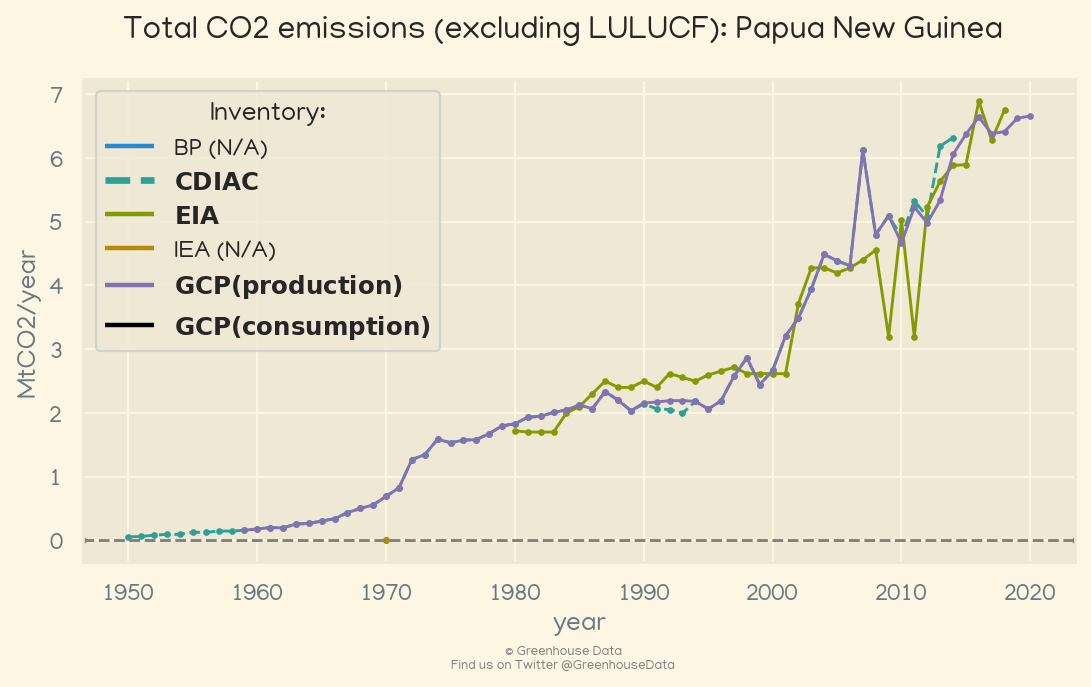 Total CO2 emissions (excluding LULUCF): Papua New Guinea
7
6
5
4
3
2
1
0
MtCO2/year
Inventory:
BP (N/A)
CDIAC
EIA
IEA (N/A)
GCP(production)
GCP(consumption)
1950 1960 1970 1980 1990 2000 2010 2020
year
© Greenhouse Data
Find us on Twitter @GreenhouseData